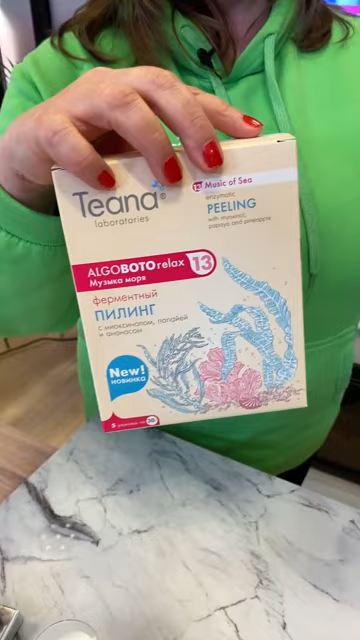 Teana®
laboratories
13 Music of Sea
enzymatic
PEELING
with myoxinol,
papaya and pineapple
ALGOBOTOrelax 13
Музыка моря
ферментный
ПИЛИНГ
с миоксинолом, папайей
и ананасом
New!
НОВИНКА
5